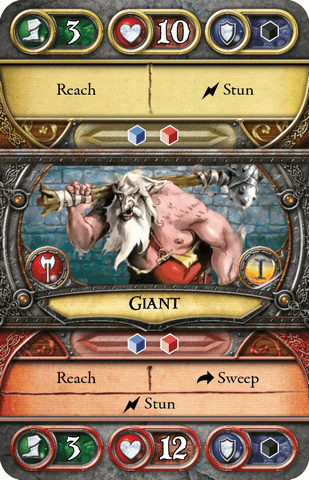 3 10
Reach Stun
I
GIANT
Reach Sweep
Stun
3 12